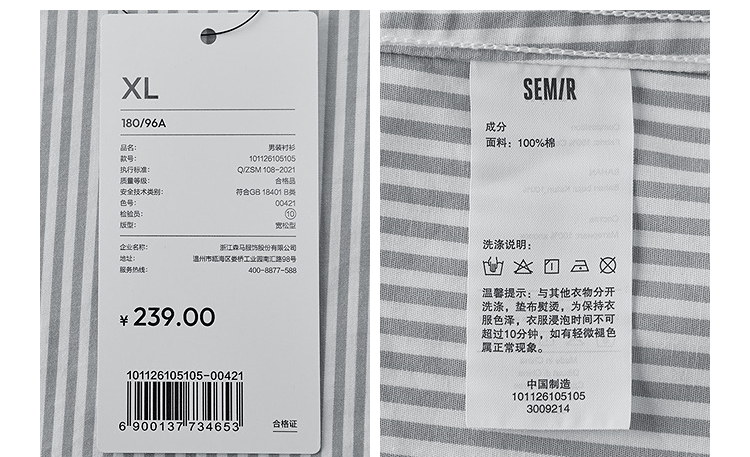 XL
180/96A
品名: 男装衬衫
款号: 101126105105
执行标准: Q/ZSM 108-2021
质量等级: 合格品
安全技术类别: 符合GB 18401 B类
色号: 00421
检验员: 10
版型: 宽松型
企业名称: 浙江森马服饰股份有限公司
地址: 温州市瓯海区娄桥工业园南汇路98号
服务热线: 400-8877-588
¥ 239.00
101126105105-00421
6 900137 734653
合格证
SEMIR
成分
面料: 100%棉
洗涤说明:
温馨提示: 与其他衣物分开
洗涤, 垫布熨烫, 为保持衣
服色泽, 衣服浸泡时间不可
超过10分钟, 如有轻微褪色
属正常现象。
中国制造
101126105105
3009214